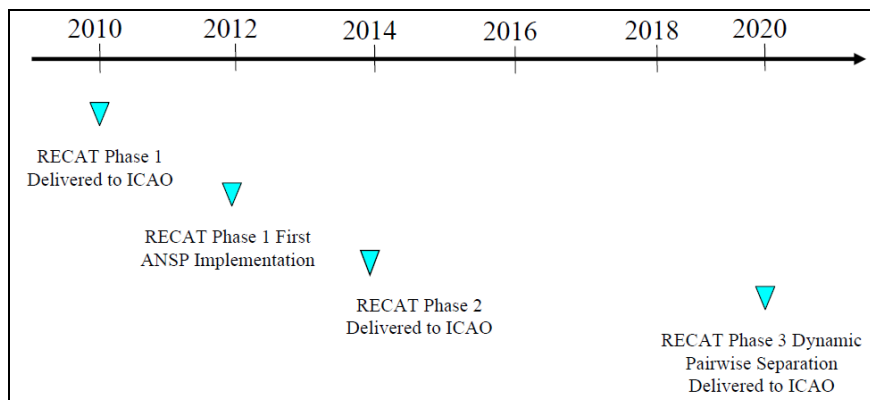 2010 2012 2014 2016 2018 2020
RECAT Phase 1
Delivered to ICAO
RECAT Phase 1 First
ANSP Implementation
RECAT Phase 2
Delivered to ICAO
RECAT Phase 3 Dynamic
Pairwise Separation
Delivered to ICAO